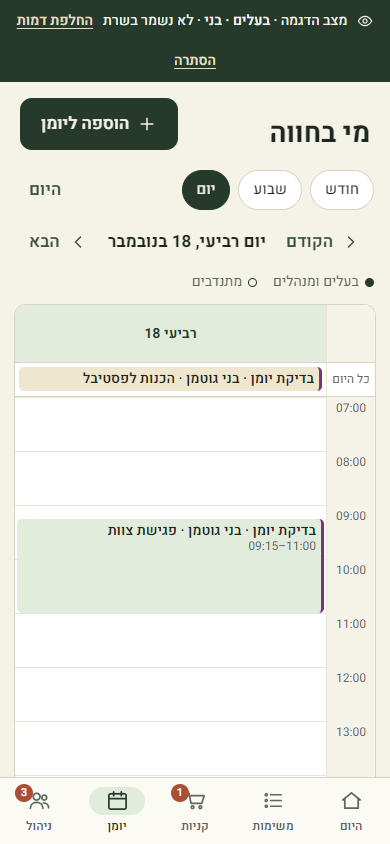 מצב הדגמה · בעלים · בני · לא נשמר בשרת החלפת דמות
הסתרה
מי בחווה
הוספה ליומן
חודש שבוע יום היום
הקודם יום רביעי, 18 בנובמבר הבא
בעלים ומנהלים מתנדבים
רביעי 18
כל היום בדיקת יומן · בני גוטמן · הכנות לפסטיבל
07:00
08:00
09:00
בדיקת יומן · בני גוטמן · פגישת צוות
09:15–11:00
10:00
11:00
12:00
13:00
היום משימות קניות 1 יומן ניהול 3